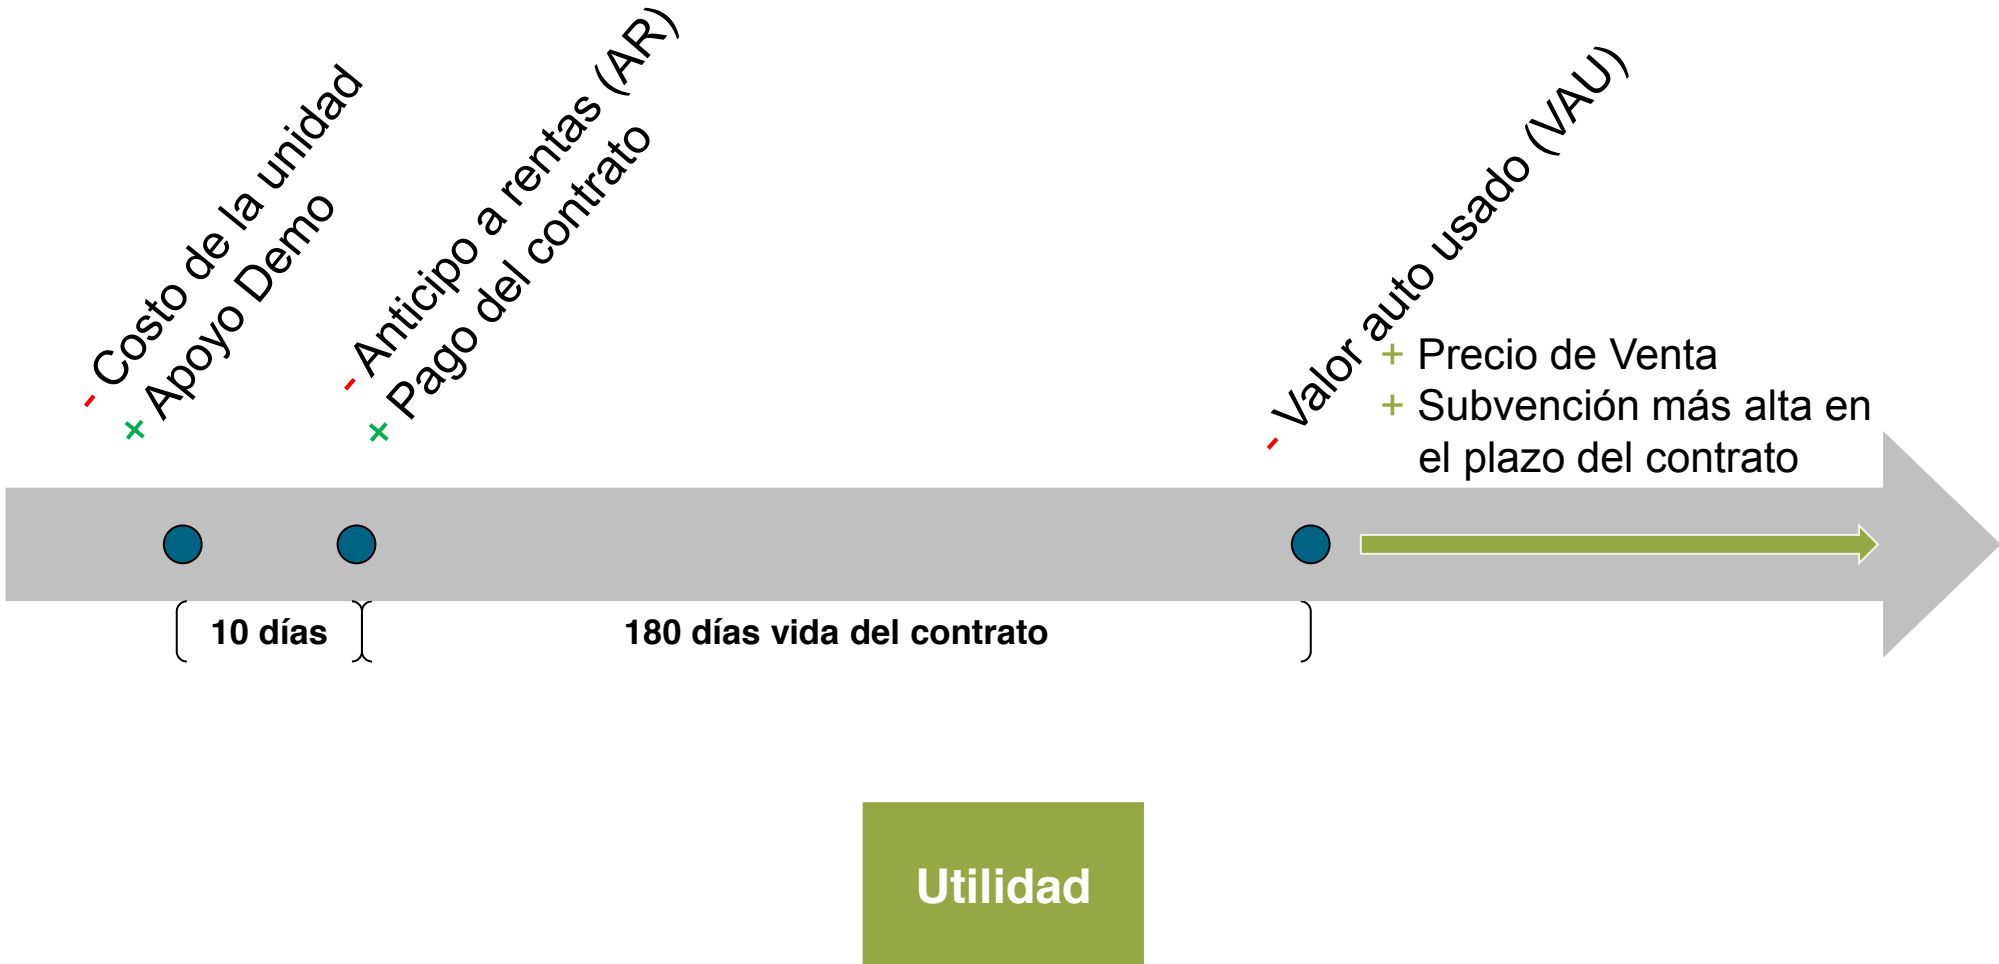 - Costo de la unidad
+ Apoyo Demo
- Anticipo a rentas (AR)
+ Pago del contrato
- Valor auto usado (VAU)
+ Precio de Venta
+ Subvención más alta en
el plazo del contrato
10 días
180 días vida del contrato
Utilidad